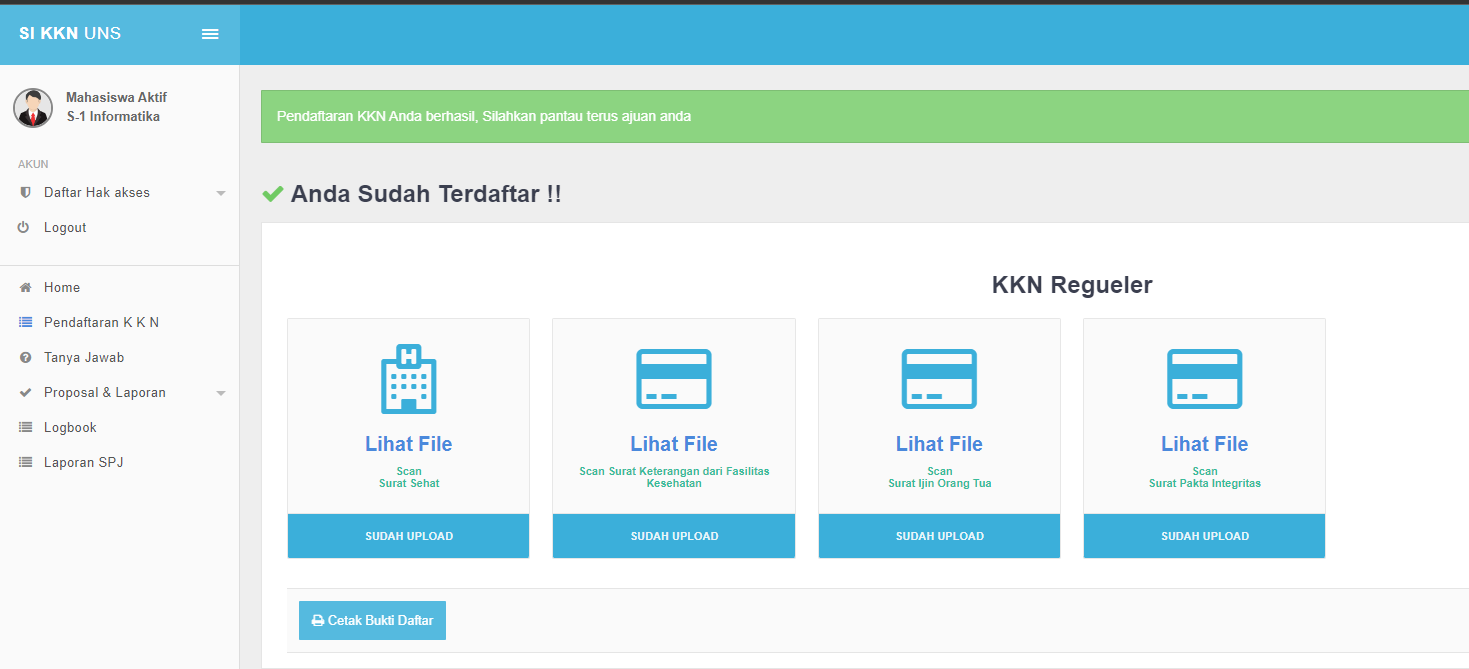 SI KKN UNS
Mahasiswa Aktif
S-1 Informatika
AKUN
Daftar Hak akses
Logout
Home
Pendaftaran K K N
Tanya Jawab
Proposal & Laporan
Logbook
Laporan SPJ
Pendaftaran KKN Anda berhasil, Silahkan pantau terus ajuan anda
Anda Sudah Terdaftar !!
KKN Regueler
H
Lihat File
Scan
Surat Sehat
SUDAH UPLOAD
Lihat File
Scan Surat Keterangan dari Fasilitas
Kesehatan
SUDAH UPLOAD
Lihat File
Scan
Surat Ijin Orang Tua
SUDAH UPLOAD
Lihat File
Scan
Surat Pakta Integritas
SUDAH UPLOAD
Cetak Bukti Daftar